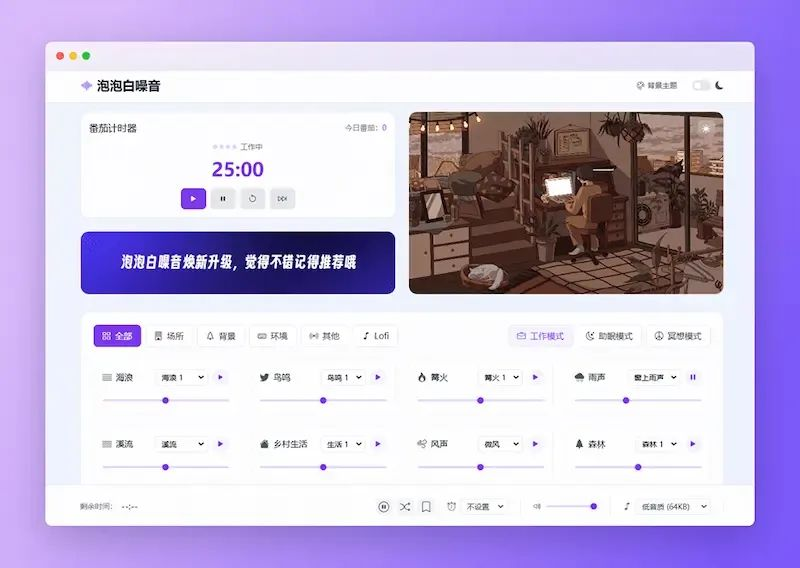 泡泡白噪音
背景主题
番茄计时器
今日番茄: 0
工作中
25:00
泡泡白噪音焕新升级，觉得不错记得推荐哦
全部 场所 背景 环境 其他 Lofi
工作模式 助眠模式 冥想模式
海浪 海浪 1 鸟鸣 鸟鸣 1 篝火 篝火 1 雨声 窗上雨声
溪流 溪流 乡村生活 生活 1 风声 微风 森林 森林 1
剩余时间: --:-- 不设置 低音质 (64KB)